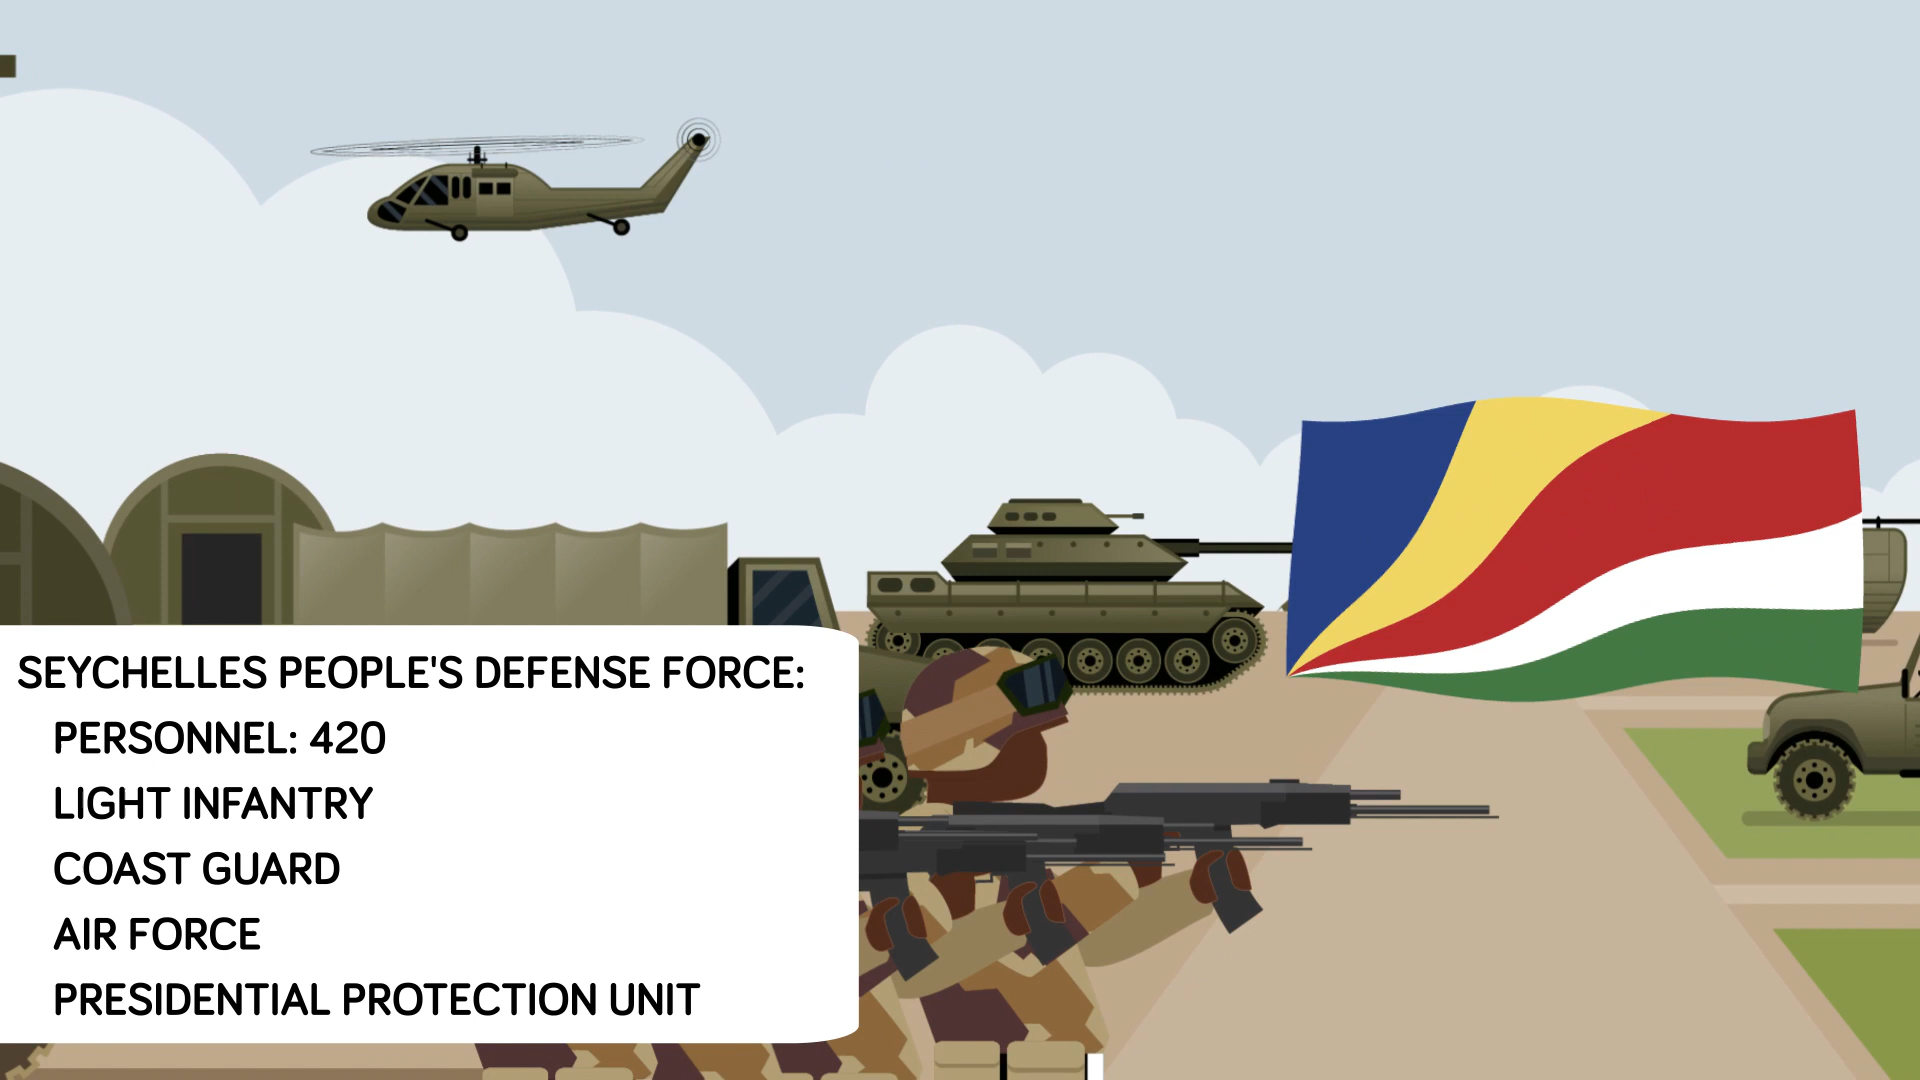 SEYCHELLES PEOPLE'S DEFENSE FORCE:
PERSONNEL: 420
LIGHT INFANTRY
COAST GUARD
AIR FORCE
PRESIDENTIAL PROTECTION UNIT